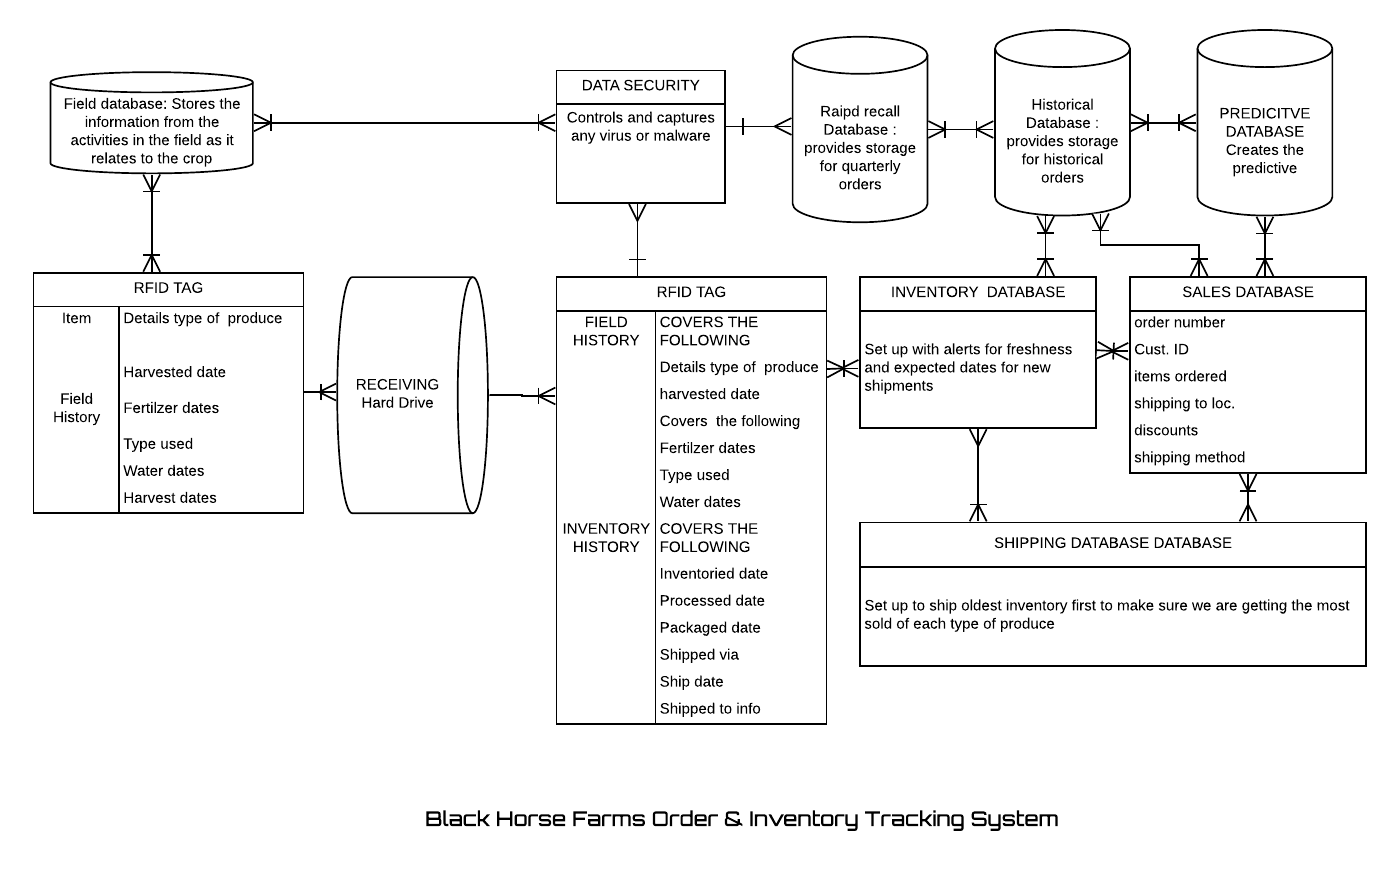 Field database: Stores the
information from the
activities in the field as it
relates to the crop
DATA SECURITY
Controls and captures
any virus or malware
Raipd recall
Database :
provides storage
for quarterly
orders
Historical
Database :
provides storage
for historical
orders
PREDICITVE
DATABASE
Creates the
predictive
RFID TAG
Item
Details type of  produce
Harvested date
Field
History
Fertilzer dates
Type used
Water dates
Harvest dates
RECEIVING
Hard Drive
RFID TAG
FIELD
HISTORY
COVERS THE
FOLLOWING
Details type of  produce
harvested date
Covers  the following
Fertilzer dates
Type used
Water dates
INVENTORY
HISTORY
COVERS THE
FOLLOWING
Inventoried date
Processed date
Packaged date
Shipped via
Ship date
Shipped to info
INVENTORY  DATABASE
Set up with alerts for freshness
and expected dates for new
shipments
SALES DATABASE
order number
Cust. ID
items ordered
shipping to loc.
discounts
shipping method
SHIPPING DATABASE DATABASE
Set up to ship oldest inventory first to make sure we are getting the most
sold of each type of produce
Black Horse Farms Order & Inventory Tracking System